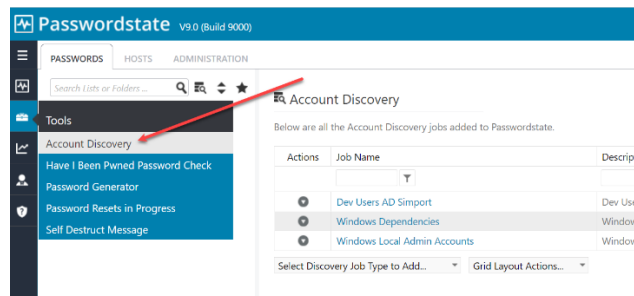 Passwordstate V9.0 (Build 9000)
PASSWORDS HOSTS ADMINISTRATION
Search Lists or Folders ...
Tools
Account Discovery
Have I Been Pwned Password Check
Password Generator
Password Resets in Progress
Self Destruct Message
Account Discovery
Below are all the Account Discovery jobs added to Passwordstate.
Actions Job Name Descrip
Dev Users AD Simport Dev Use
Windows Dependencies Window
Windows Local Admin Accounts Window
Select Discovery Job Type to Add... Grid Layout Actions...